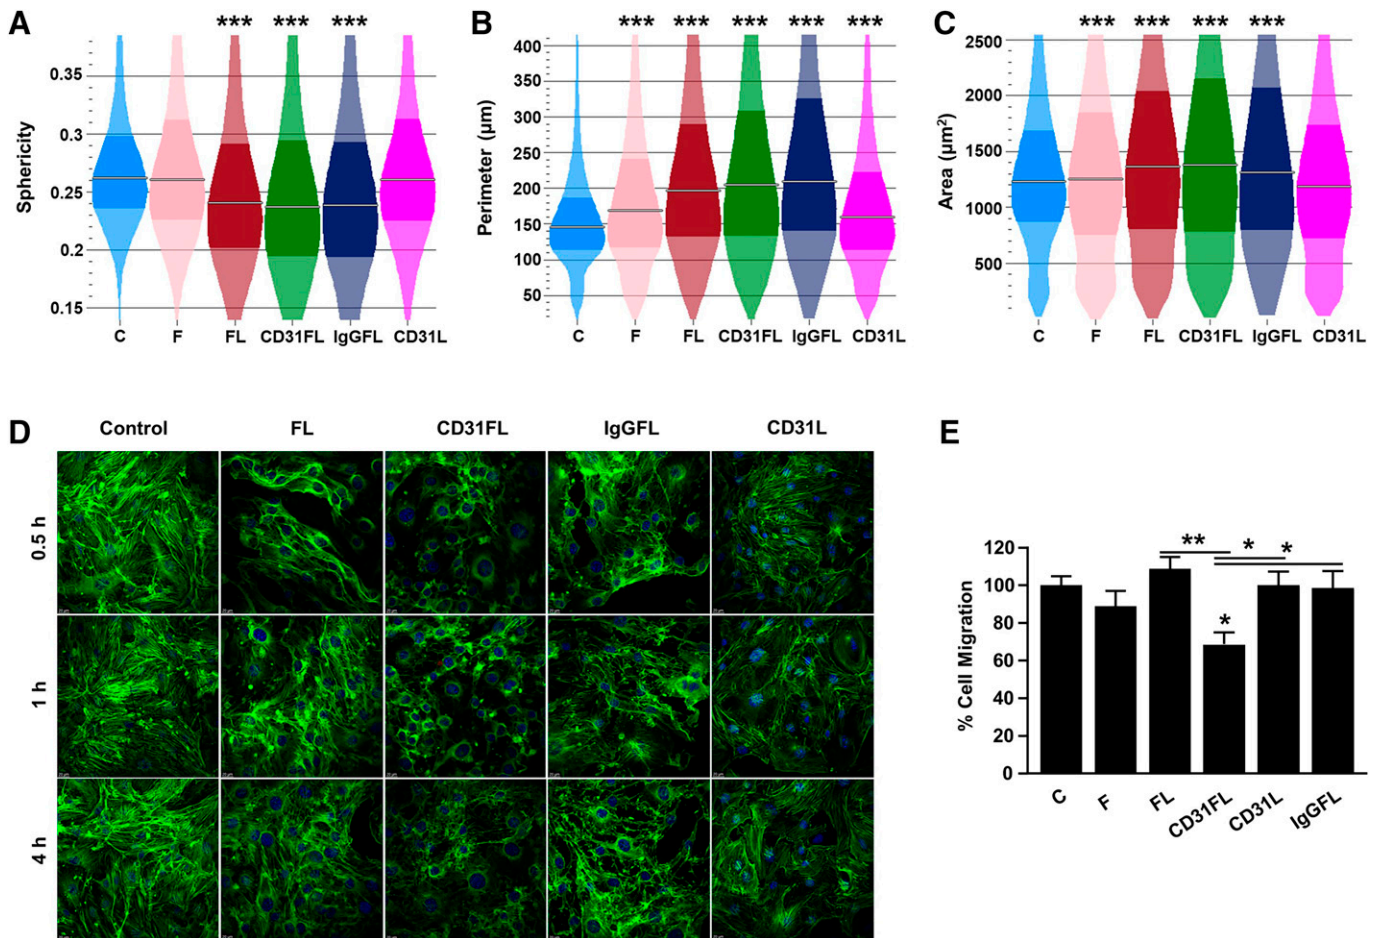 A
*** *** ***
0.35
0.3
0.25
0.2
0.15
Sphericity
C F FL CD31FL IgGFL CD31L
B
*** *** *** *** ***
400
350
300
250
200
150
100
50
Perimeter (µm)
C F FL CD31FL IgGFL CD31L
C
*** *** *** ***
2500
2000
1500
1000
500
Area (µm²)
C F FL CD31FL IgGFL CD31L
D
Control FL CD31FL IgGFL CD31L
0.5 h
1 h
4 h
E
** * *
*
120
100
80
60
40
20
0
% Cell Migration
C F FL CD31FL CD31L IgGFL